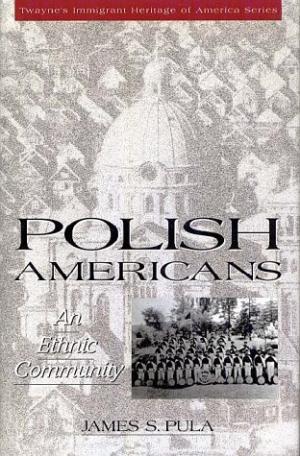 Twayne's Immigrant Heritage of America Series
POLISH
AMERICANS
An
Ethnic
Community
JAMES S. PULA